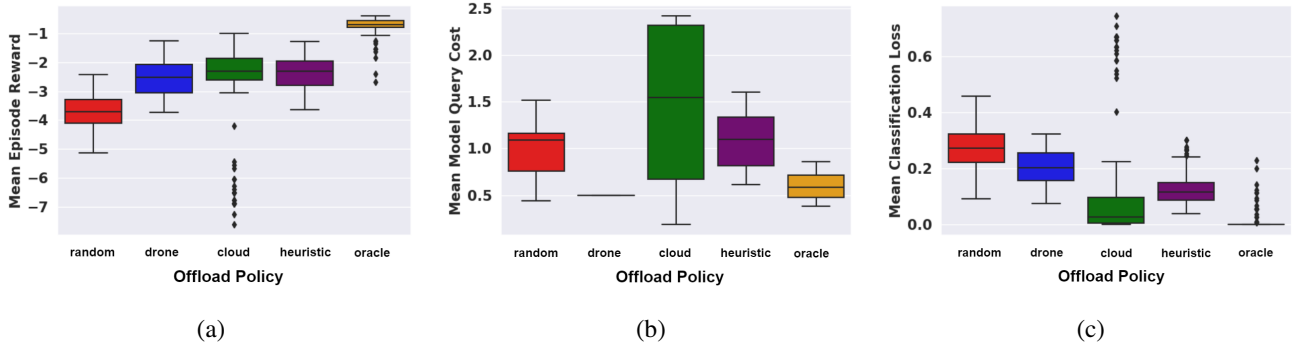 Mean Episode Reward
−1
−2
−3
−4
−5
−6
−7
random drone cloud heuristic oracle
Offload Policy
(a)
Mean Model Query Cost
2.5
2.0
1.5
1.0
0.5
random drone cloud heuristic oracle
Offload Policy
(b)
Mean Classification Loss
0.6
0.4
0.2
0.0
random drone cloud heuristic oracle
Offload Policy
(c)